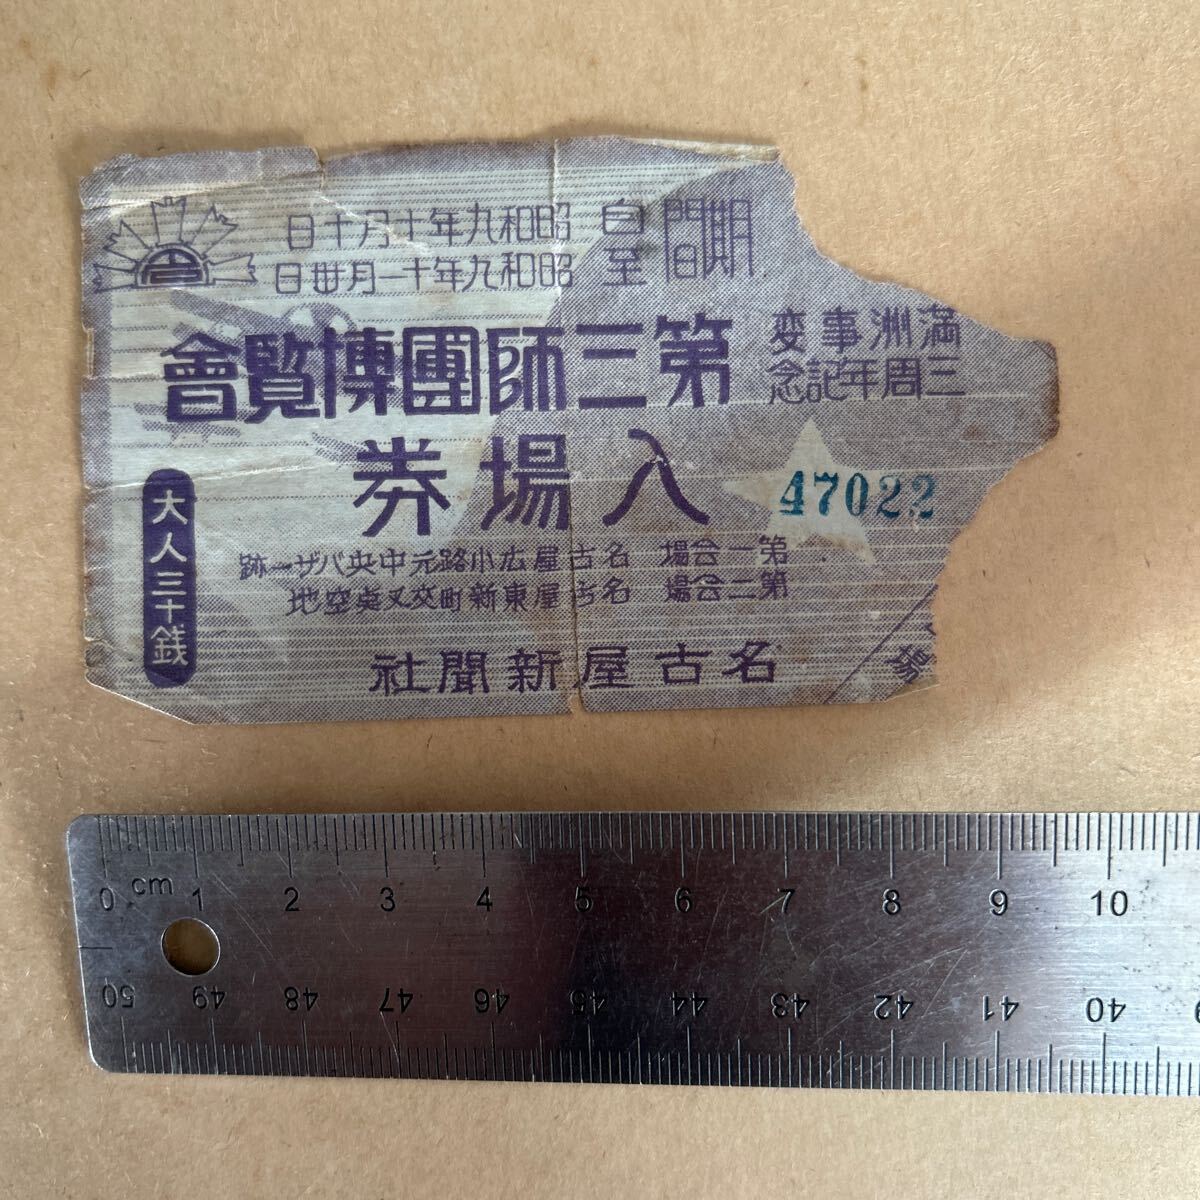 期間
自 昭和九年十月十日
至 昭和九年十一月卅日
満洲事変
三周年記念
第三師團博覧會
入場券
47022
大人三十銭
第一会場 名古屋広小路元中央バザー跡
第二会場 名古屋東新町交叉奌空地
名古屋新聞社
場
0 cm 1 2 3 4 5 6 7 8 9 10
50 49 48 47 46 45 44 43 42 41 40